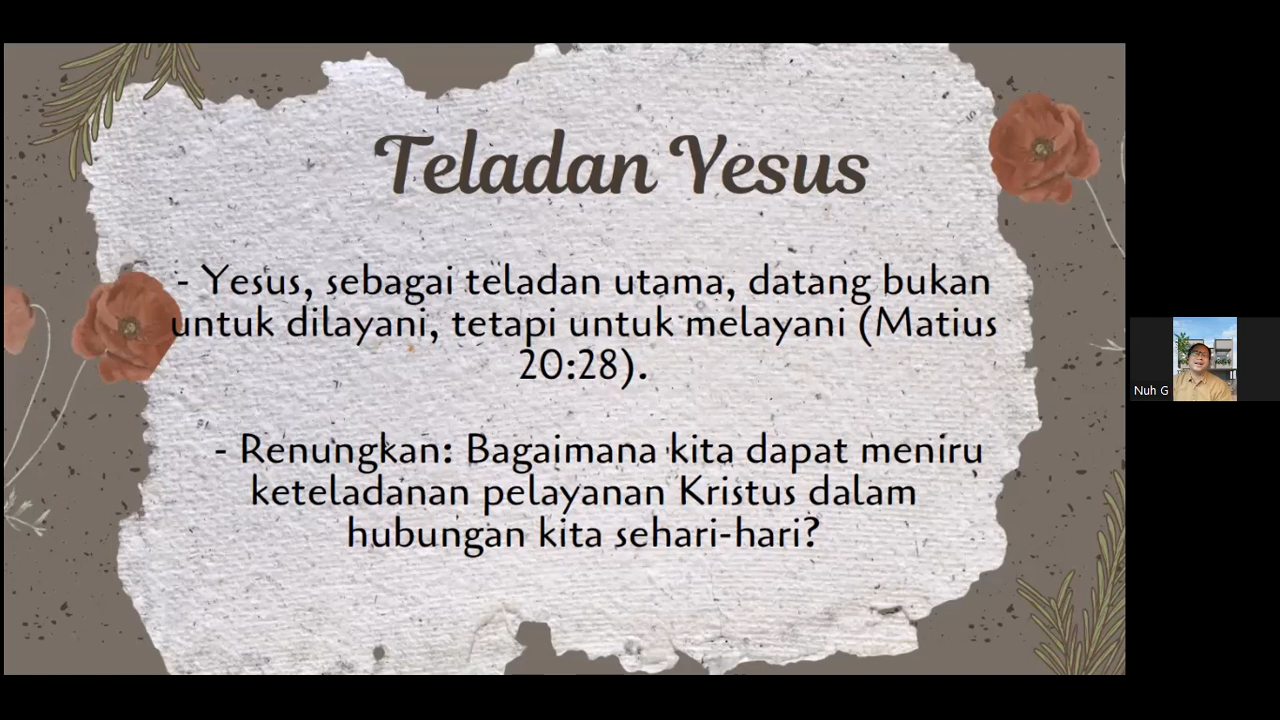 Teladan Yesus
- Yesus, sebagai teladan utama, datang bukan
untuk dilayani, tetapi untuk melayani (Matius
20:28).
- Renungkan: Bagaimana kita dapat meniru
keteladanan pelayanan Kristus dalam
hubungan kita sehari-hari?
Nuh G